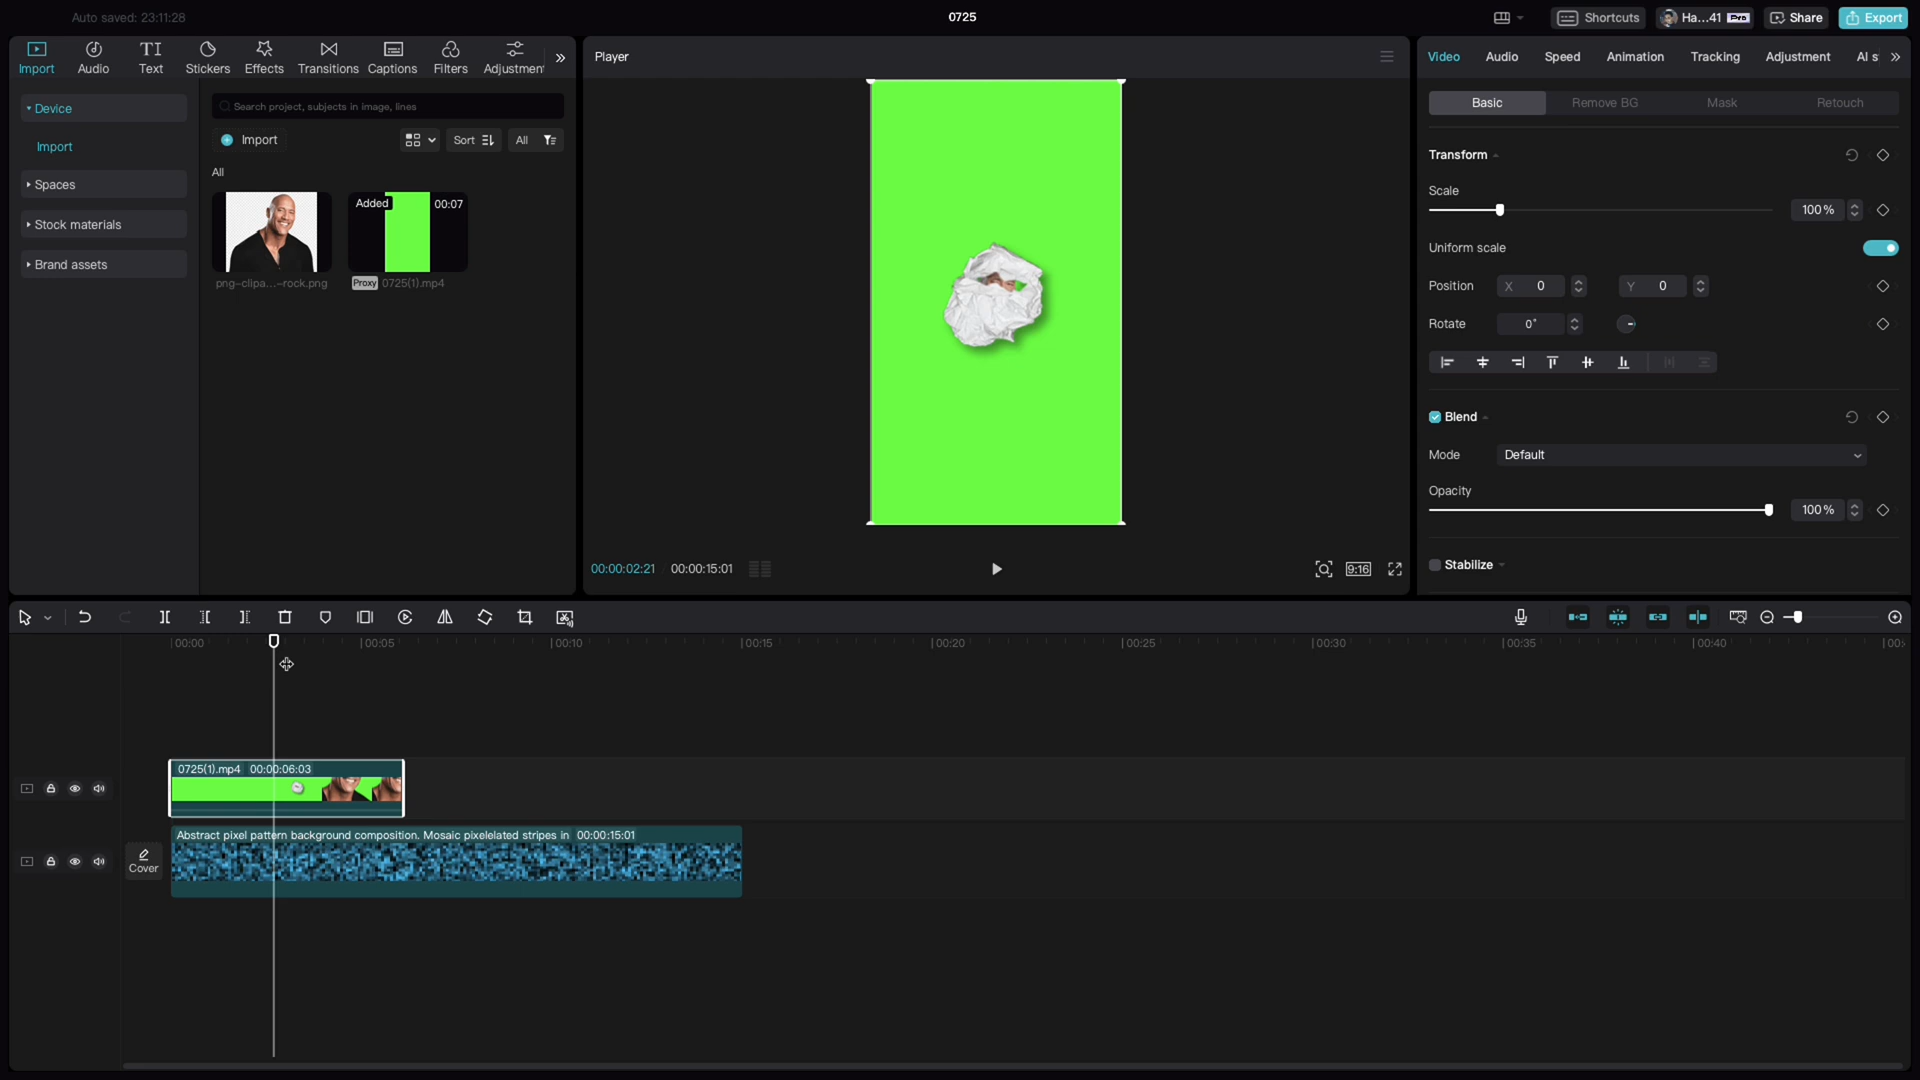 Auto saved: 23:11:28
0725
Shortcuts
Ha...41 Pro
Share
Export
Import
Audio
Text
Stickers
Effects
Transitions
Captions
Filters
Adjustment
Device
Import
Spaces
Stock materials
Brand assets
Search project, subjects in image, lines
Import
Sort
All
All
png-clipa...-rock.png
Added 00:07
Proxy 0725(1).mp4
Player
00:00:02:21 00:00:15:01
9:16
Video Audio Speed Animation Tracking Adjustment AI s
Basic Remove BG Mask Retouch
Transform
Scale
100%
Uniform scale
Position X 0 Y 0
Rotate 0°
Blend
Mode Default
Opacity
100%
Stabilize
00:00 00:05 00:10 00:15 00:20 00:25 00:30 00:35 00:40 00:
0725(1).mp4 00:00:06:03
Abstract pixel pattern background composition. Mosaic pixelelated stripes in 00:00:15:01
Cover